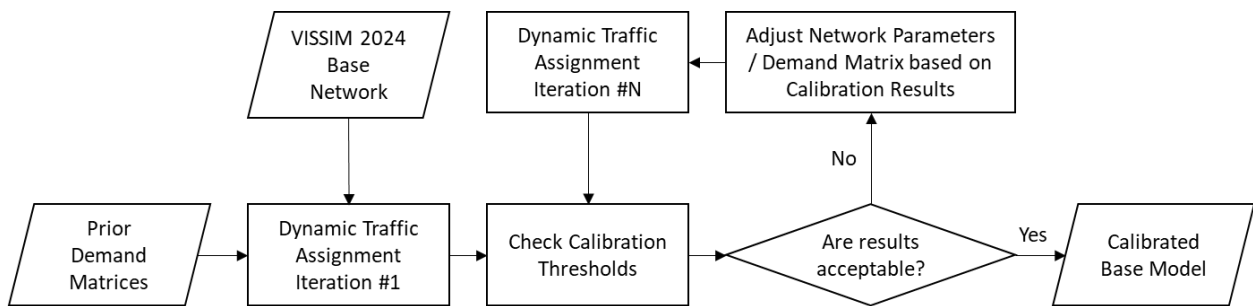 VISSIM 2024
Base
Network
Dynamic Traffic
Assignment
Iteration #N
Adjust Network Parameters
/ Demand Matrix based on
Calibration Results
No
Prior
Demand
Matrices
Dynamic Traffic
Assignment
Iteration #1
Check Calibration
Thresholds
Are results
acceptable?
Yes
Calibrated
Base Model